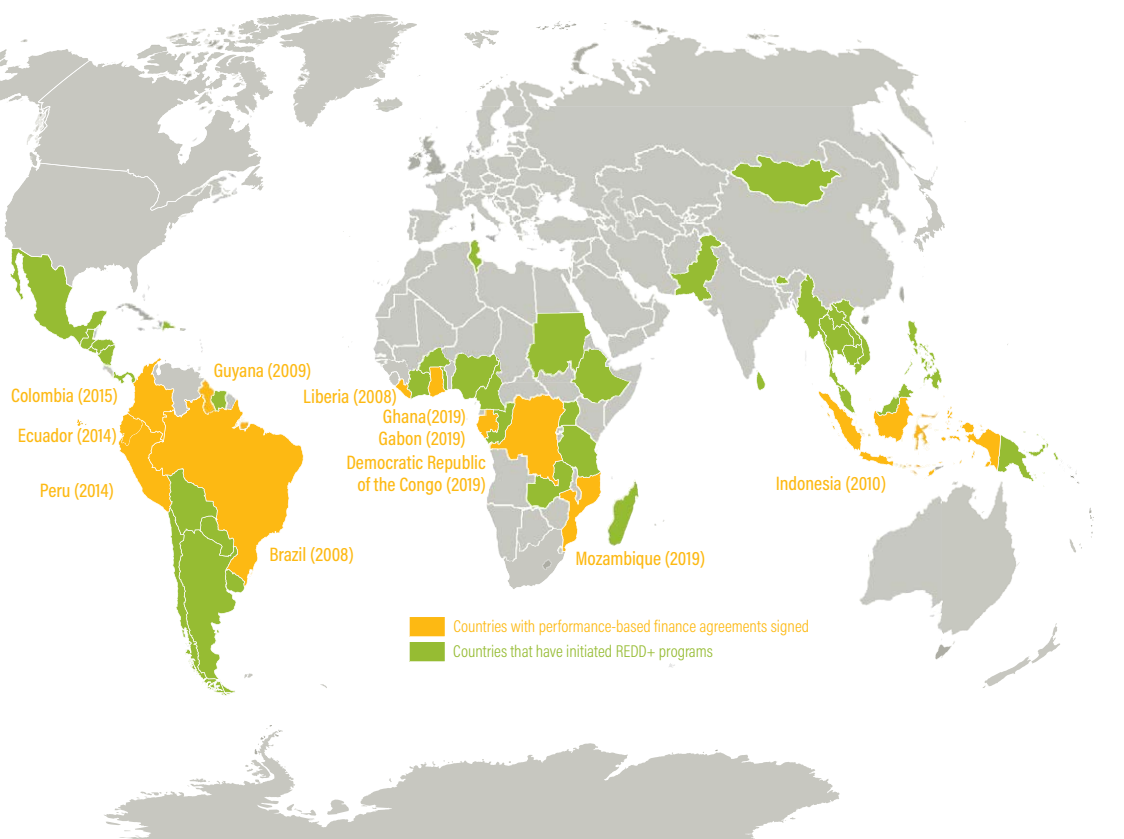 Guyana (2009)
Colombia (2015)
Liberia (2008)
Ghana(2019)
Ecuador (2014)
Gabon (2019)
Democratic Republic
of the Congo (2019)
Peru (2014)
Indonesia (2010)
Brazil (2008)
Mozambique (2019)
Countries with performance-based finance agreements signed
Countries that have initiated REDD+ programs